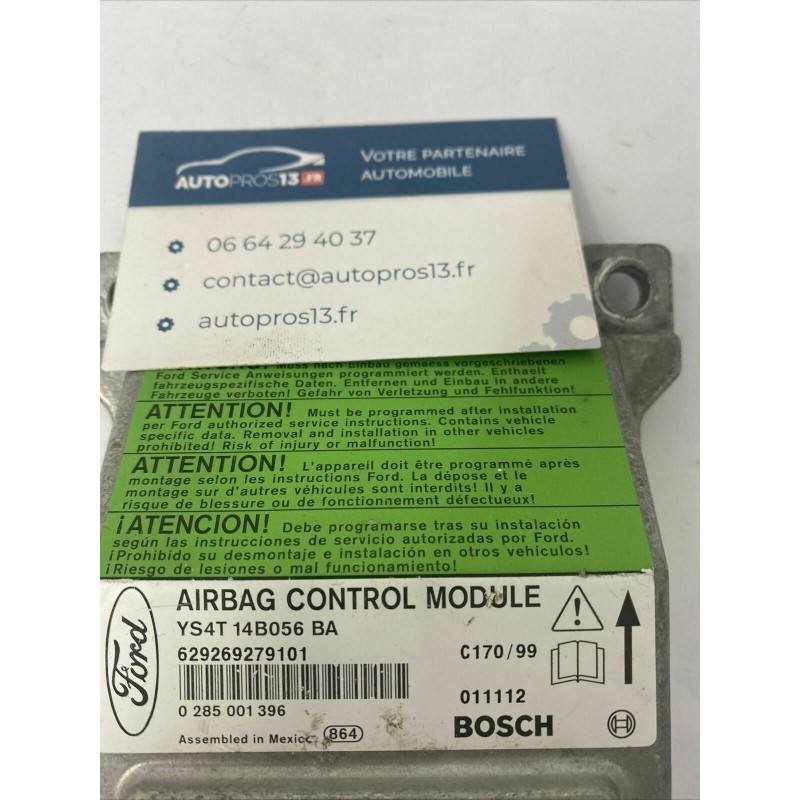 AUTOPROS13.FR
VOTRE PARTENAIRE
AUTOMOBILE
06 64 29 40 37
contact@autopros13.fr
autopros13.fr
Muss nach Einbau gemaess vorgeschriebenen
Ford Service Anweisungen programmiert werden. Enthaelt
fahrzeugspezifische Daten. Entfernen und Einbau in andere
Fahrzeuge verboten! Gefahr von Verletzung und Fehlfunktion!
ATTENTION! Must be programmed after installation
per Ford authorized service instructions. Contains vehicle
specific data. Removal and installation in other vehicles
prohibited! Risk of injury or malfunction!
ATTENTION! L'appareil doit être programmé après
montage selon les instructions Ford. La dépose et le
montage sur d'autres véhicules sont interdits! Il y a
risque de blessure ou de fonctionnement défectueux!
¡ATENCION! Debe programarse tras su instalación
según las instrucciones de servicio autorizadas por Ford.
¡Prohibido su desmontaje e instalación en otros vehiculos!
¡Riesgo de lesiones o mal funcionamiento!
Ford
AIRBAG CONTROL MODULE
YS4T 14B056 BA
629269279101
C170/99
0 285 001 396
011112
Assembled in Mexico 864
BOSCH